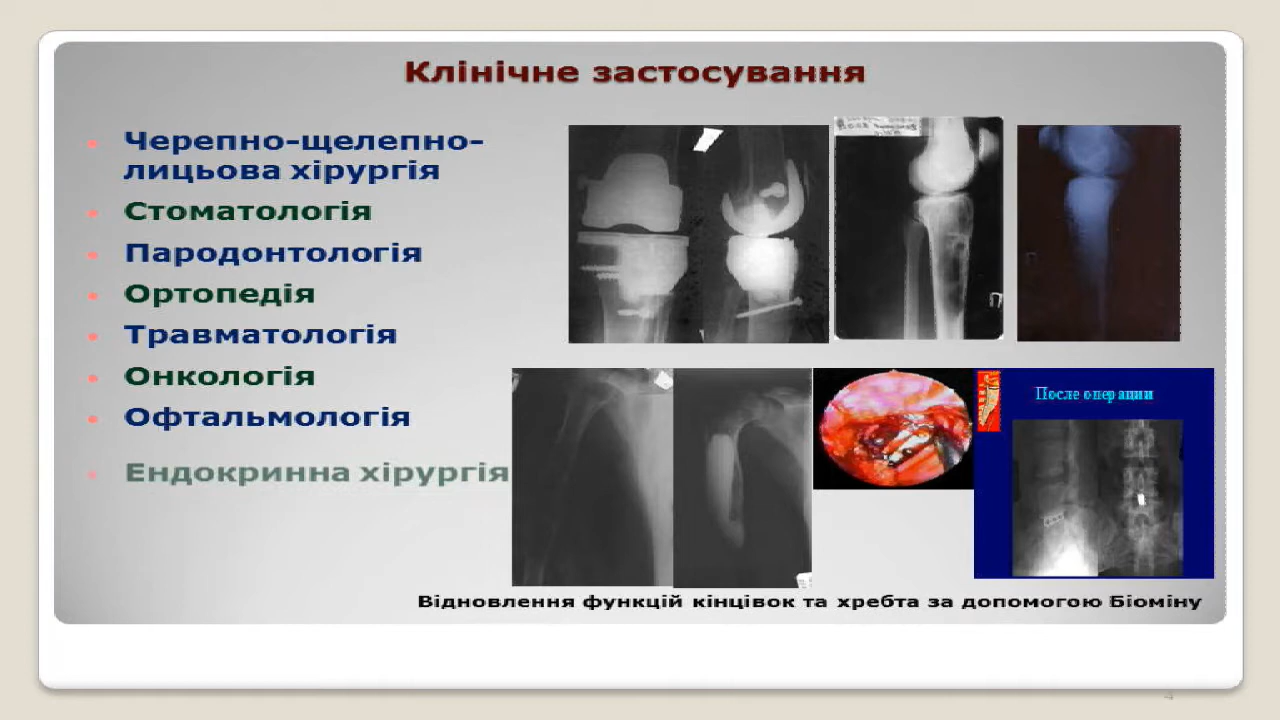 Клінічне застосування
Черепно-щелепно-
лицьова хірургія
Стоматологія
Пародонтологія
Ортопедія
Травматологія
Онкологія
Офтальмологія
Ендокринна хірургія
После операции
Відновлення функцій кінцівок та хребта за допомогою Біоміну
4